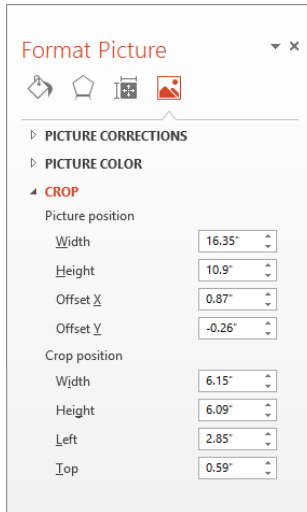 Format Picture
PICTURE CORRECTIONS
PICTURE COLOR
CROP
Picture position
Width 16.35"
Height 10.9"
Offset X 0.87"
Offset Y -0.26"
Crop position
Width 6.15"
Height 6.09"
Left 2.85"
Top 0.59"